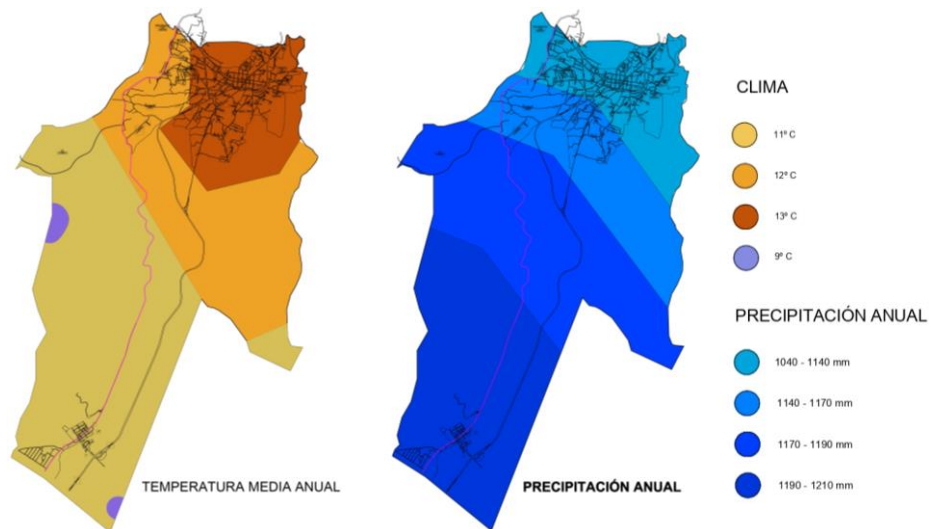 CLIMA
11º C
12º C
13º C
9º C
PRECIPITACIÓN ANUAL
1040 - 1140 mm
1140 - 1170 mm
1170 - 1190 mm
1190 - 1210 mm
TEMPERATURA MEDIA ANUAL
PRECIPITACIÓN ANUAL